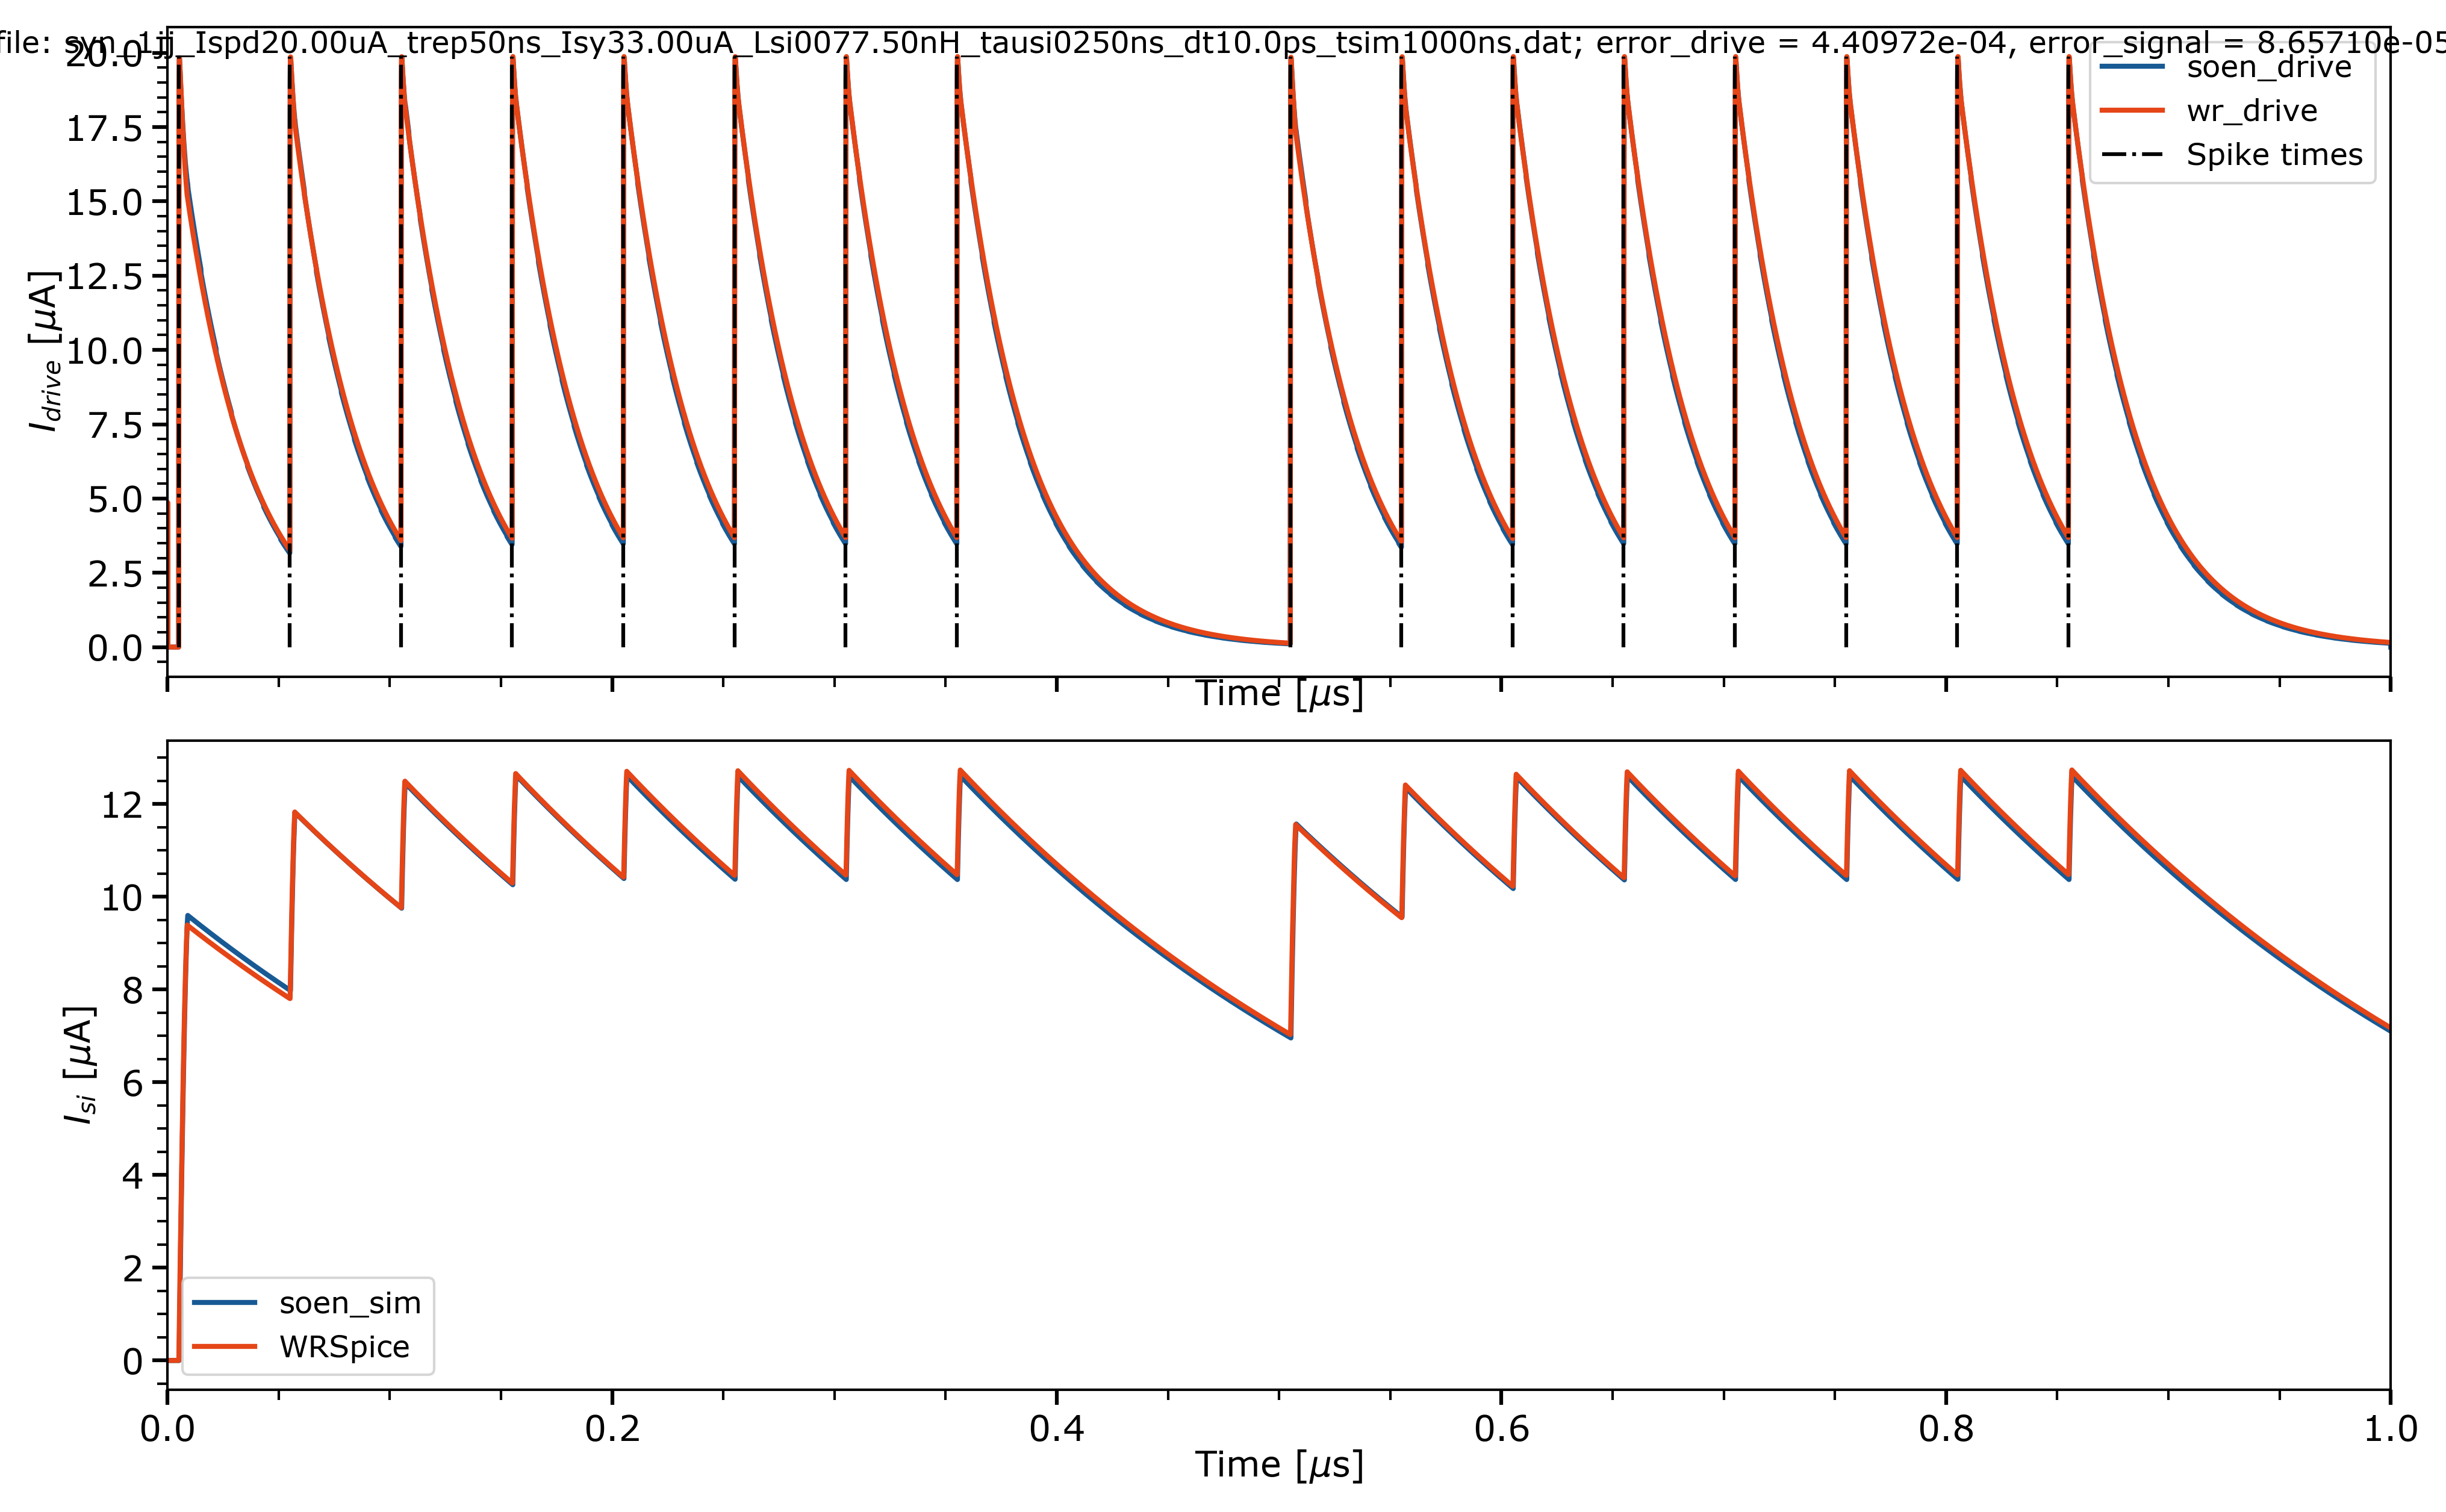 file: syn_1jj_Ispd20.00uA_trep50ns_Isy33.00uA_Lsi0077.50nH_tausi0250ns_dt10.0ps_tsim1000ns.dat; error_drive = 4.40972e-04, error_signal = 8.65710e-05
20.0
17.5
15.0
12.5
10.0
7.5
5.0
2.5
0.0
I_drive [μA]
soen_drive
wr_drive
Spike times
Time [μs]
12
10
8
6
4
2
0
I_si [μA]
soen_sim
WRSpice
0.0 0.2 0.4 0.6 0.8 1.0
Time [μs]